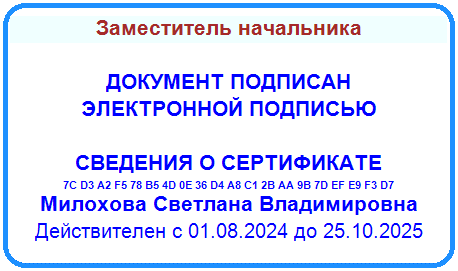 Заместитель начальника
ДОКУМЕНТ ПОДПИСАН
ЭЛЕКТРОННОЙ ПОДПИСЬЮ
СВЕДЕНИЯ О СЕРТИФИКАТЕ
7C D3 A2 F5 78 B5 4D 0E 36 D4 A8 C1 2B AA 9B 7D EF E9 F3 D7
Милохова Светлана Владимировна
Действителен с 01.08.2024 до 25.10.2025